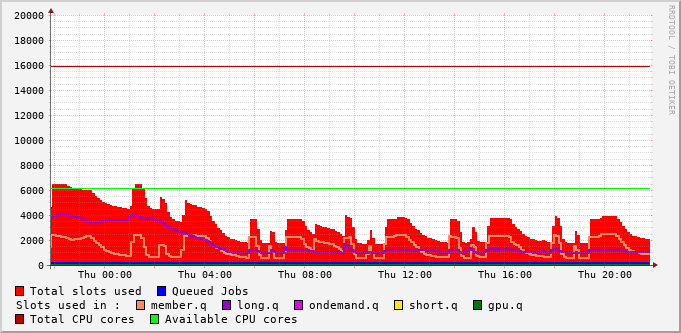 20000
18000
16000
14000
12000
10000
8000
6000
4000
2000
0
Thu 00:00 Thu 04:00 Thu 08:00 Thu 12:00 Thu 16:00 Thu 20:00
RRDTOOL / TOBI OETIKER
Total slots used Queued Jobs
Slots used in : member.q long.q ondemand.q short.q gpu.q
Total CPU cores Available CPU cores